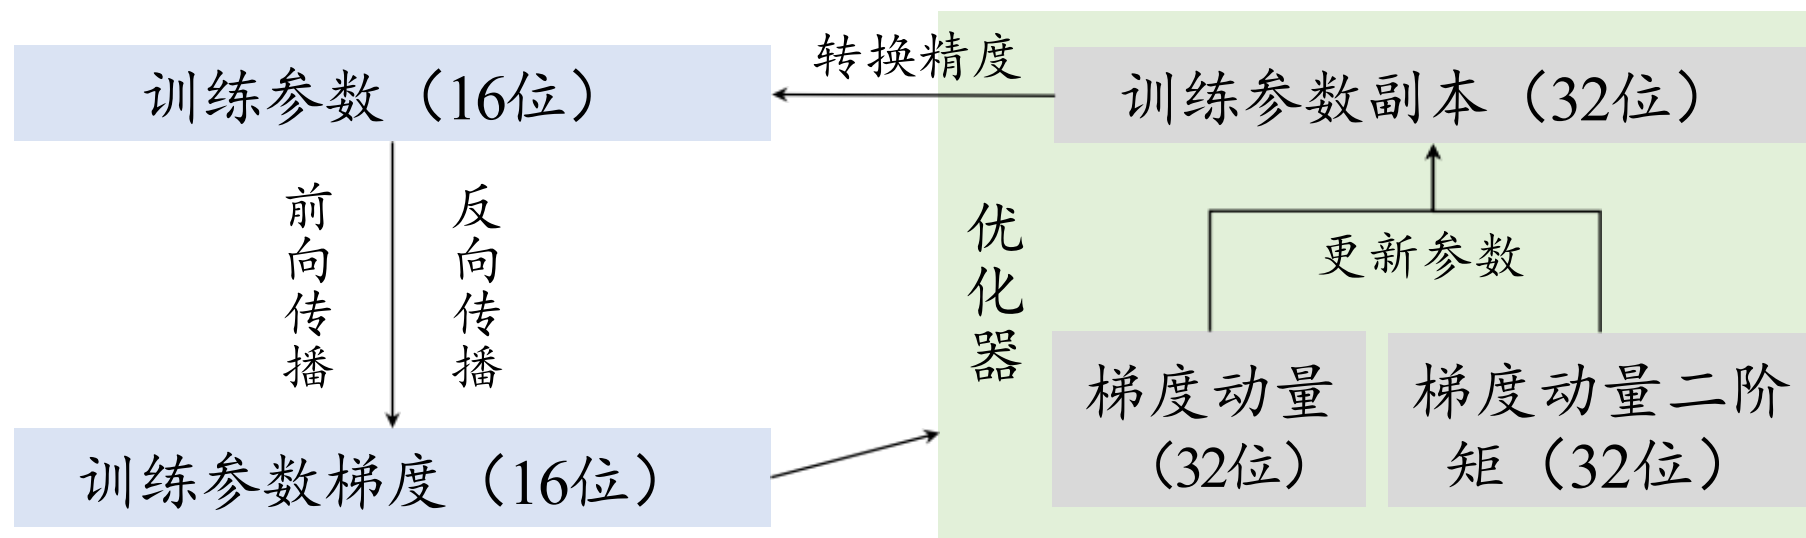 转换精度
训练参数（16位）
训练参数副本（32位）
前向传播
反向传播
优化器
更新参数
梯度动量
（32位）
梯度动量二阶
矩（32位）
训练参数梯度（16位）